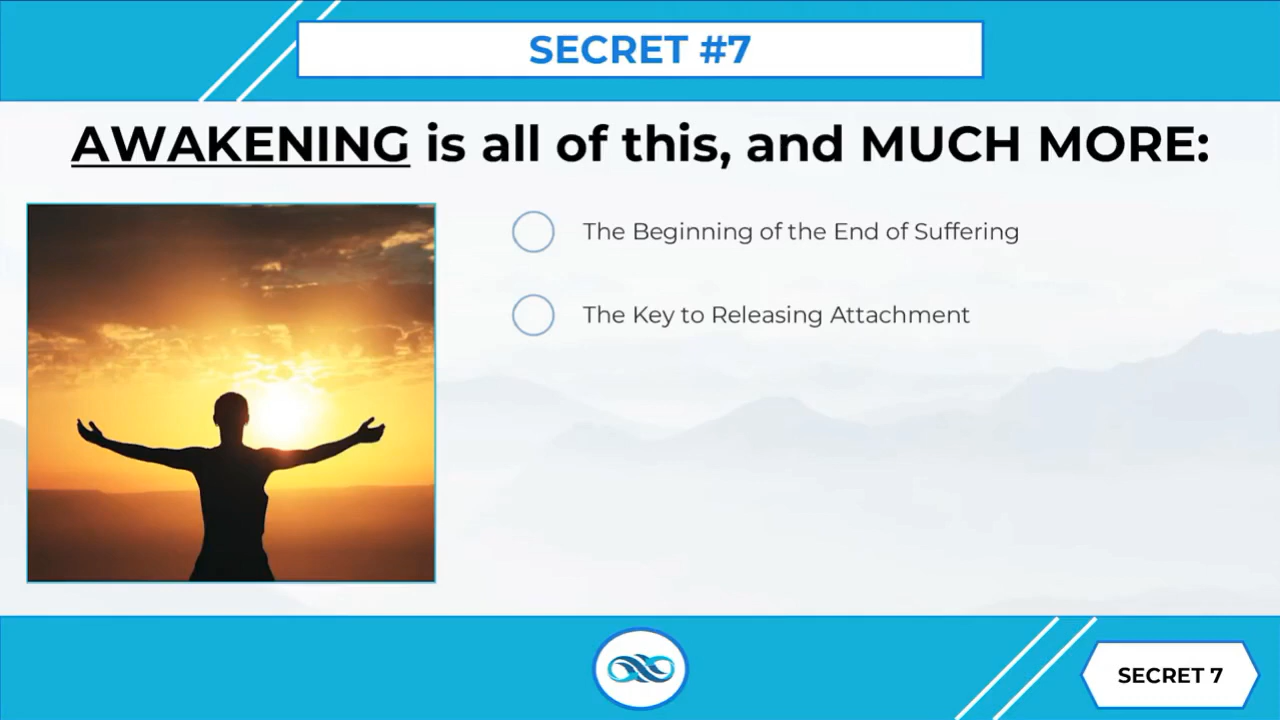 SECRET #7
AWAKENING is all of this, and MUCH MORE:
The Beginning of the End of Suffering
The Key to Releasing Attachment
SECRET 7